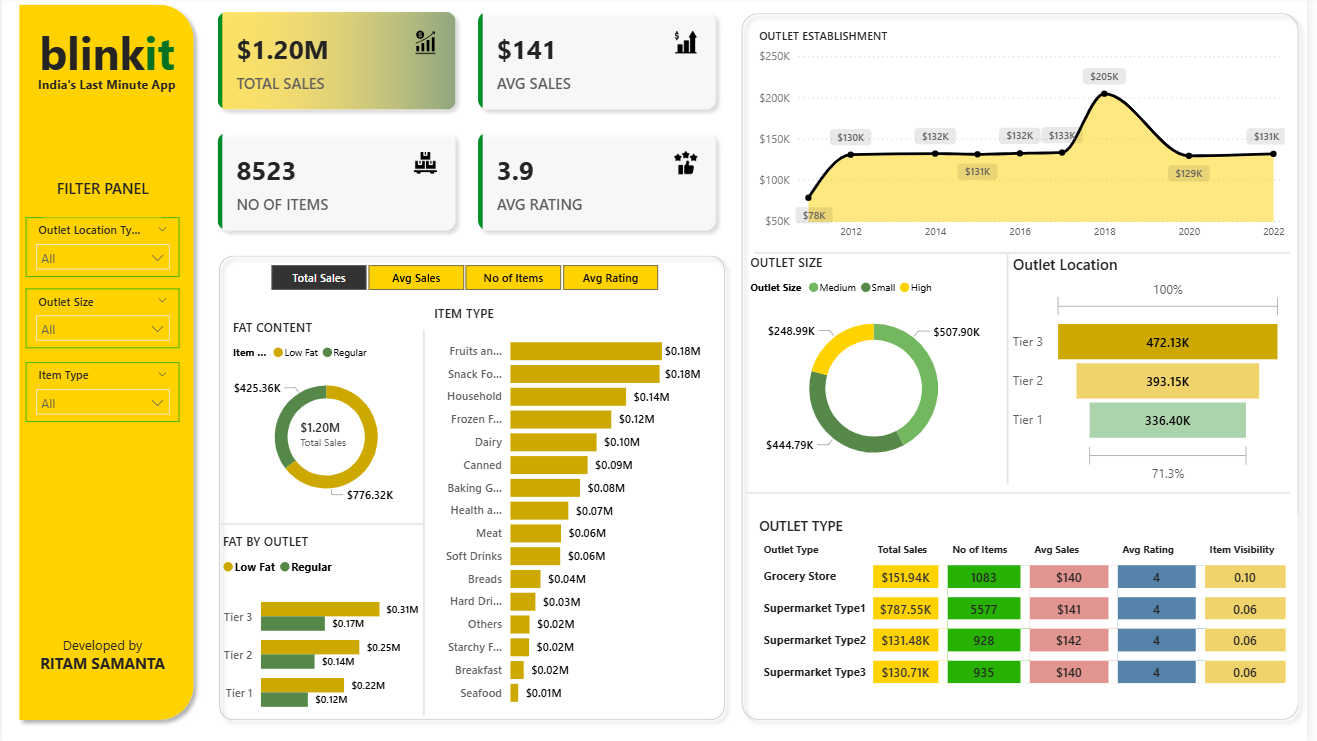 blinkit
India's Last Minute App
FILTER PANEL
Outlet Location Ty...
All
Outlet Size
All
Item Type
All
Developed by
RITAM SAMANTA
$1.20M
TOTAL SALES
$141
AVG SALES
8523
NO OF ITEMS
3.9
AVG RATING
Total Sales Avg Sales No of Items Avg Rating
FAT CONTENT
Item ... Low Fat Regular
$425.36K
$1.20M
Total Sales
$776.32K
FAT BY OUTLET
Low Fat Regular
Tier 3 $0.31M
$0.17M
Tier 2 $0.25M
$0.14M
Tier 1 $0.22M
$0.12M
ITEM TYPE
Fruits an... $0.18M
Snack Fo... $0.18M
Household $0.14M
Frozen F... $0.12M
Dairy $0.10M
Canned $0.09M
Baking G... $0.08M
Health a... $0.07M
Meat $0.06M
Soft Drinks $0.06M
Breads $0.04M
Hard Dri... $0.03M
Others $0.02M
Starchy F... $0.02M
Breakfast $0.02M
Seafood $0.01M
OUTLET ESTABLISHMENT
$250K
$200K
$150K
$100K
$50K
$78K $130K $132K $131K $132K $133K $205K $129K $131K
2012 2014 2016 2018 2020 2022
OUTLET SIZE
Outlet Size Medium Small High
$248.99K $507.90K
$444.79K
Outlet Location
100%
Tier 3 472.13K
Tier 2 393.15K
Tier 1 336.40K
71.3%
OUTLET TYPE
Outlet Type Total Sales No of Items Avg Sales Avg Rating Item Visibility
Grocery Store $151.94K 1083 $140 4 0.10
Supermarket Type1 $787.55K 5577 $141 4 0.06
Supermarket Type2 $131.48K 928 $142 4 0.06
Supermarket Type3 $130.71K 935 $140 4 0.06